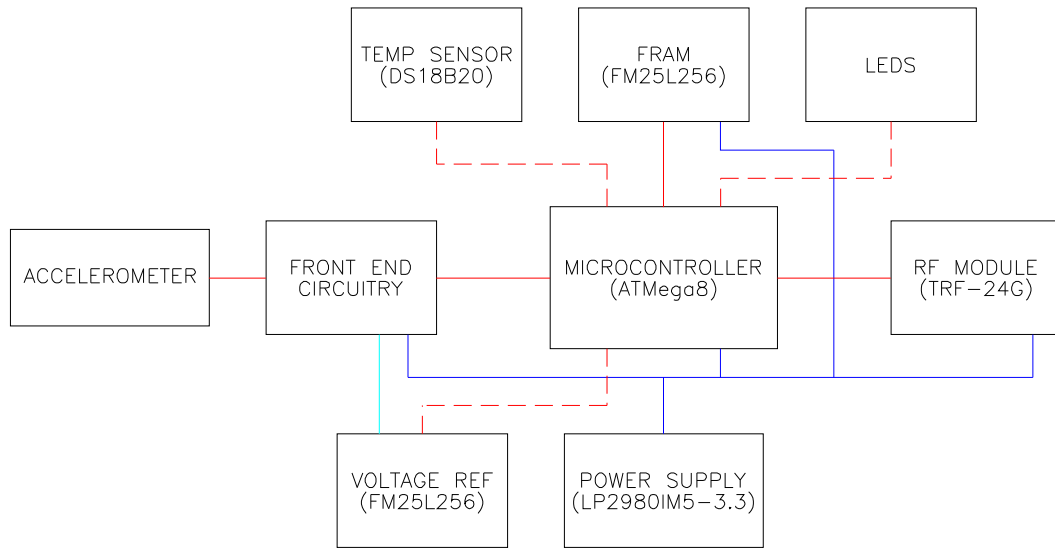 TEMP SENSOR
(DS18B20)
FRAM
(FM25L256)
LEDS
ACCELEROMETER
FRONT END
CIRCUITRY
MICROCONTROLLER
(ATMega8)
RF MODULE
(TRF-24G)
VOLTAGE REF
(FM25L256)
POWER SUPPLY
(LP2980IM5-3.3)